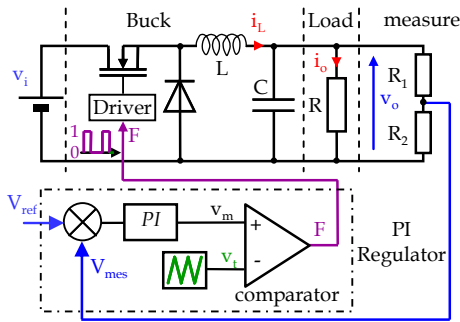 Buck
Load
measure
i_L
v_i
L
i_o
C
R
v_o
R_1
R_2
Driver
1
0
F
V_ref
PI
v_m
+
-
F
PI
Regulator
V_mes
v_t
comparator